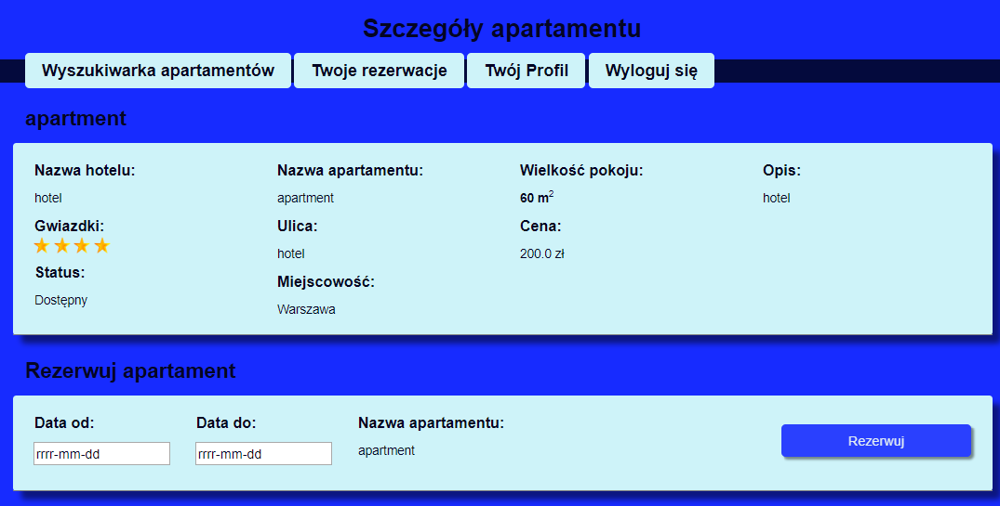 Szczegóły apartamentu
Wyszukiwarka apartamentów Twoje rezerwacje Twój Profil Wyloguj się
apartment
Nazwa hotelu: Nazwa apartamentu: Wielkość pokoju: Opis:
hotel apartment 60 m² hotel
Gwiazdki: Ulica: Cena:
hotel 200.0 zł
Status: Miejscowość:
Dostępny Warszawa
Rezerwuj apartament
Data od: Data do: Nazwa apartamentu:
rrrr-mm-dd rrrr-mm-dd apartment Rezerwuj